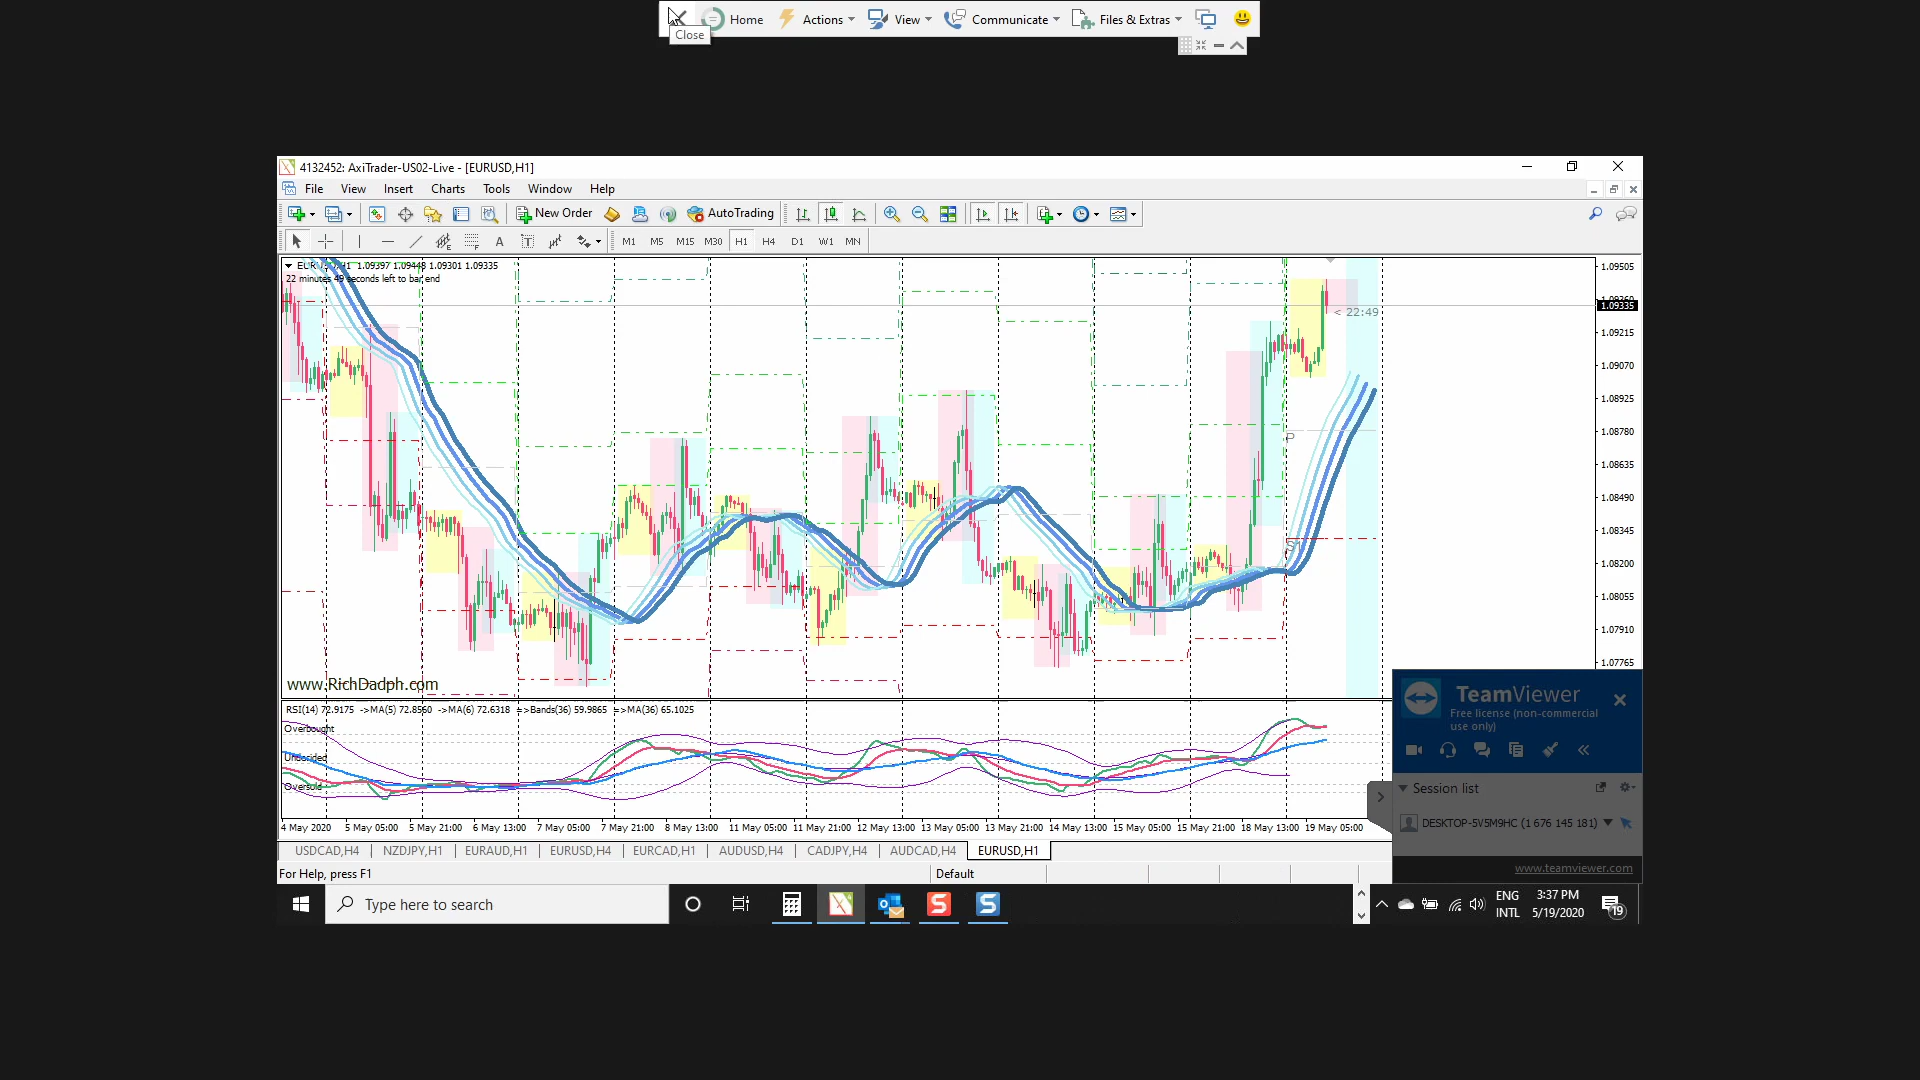 Home Actions View Communicate Files & Extras
Close
4132452: AxiTrader-US02-Live - [EURUSD,H1]
File View Insert Charts Tools Window Help
New Order AutoTrading
A T M1 M5 M15 M30 H1 H4 D1 W1 MN
1.09397 1.09448 1.09301 1.09335
22 minutes 49 seconds left to bar end
1.09505
1.09335
< 22:49
1.09215
1.09070
1.08925
1.08780
P
1.08635
1.08490
1.08345
S1
1.08200
1.08055
1.07910
1.07765
www.RichDadph.com
RSI(14) 72.9175 ->MA(5) 72.8560 ->MA(6) 72.6318 =>Bands(36) 59.9865 =>MA(36) 65.1025
Overbought
Undecided
Oversold
4 May 2020 5 May 05:00 5 May 21:00 6 May 13:00 7 May 05:00 7 May 21:00 8 May 13:00 11 May 05:00 11 May 21:00 12 May 13:00 13 May 05:00 13 May 21:00 14 May 13:00 15 May 05:00 15 May 21:00 18 May 13:00 19 May 05:00
USDCAD,H4 NZDJPY,H1 EURAUD,H1 EURUSD,H4 EURCAD,H1 AUDUSD,H4 CADJPY,H4 AUDCAD,H4 EURUSD,H1
For Help, press F1 Default
TeamViewer
Free license (non-commercial
use only)
Session list
DESKTOP-5V5M9HC (1 676 145 181)
www.teamviewer.com
Type here to search
ENG
INTL
3:37 PM
5/19/2020
19